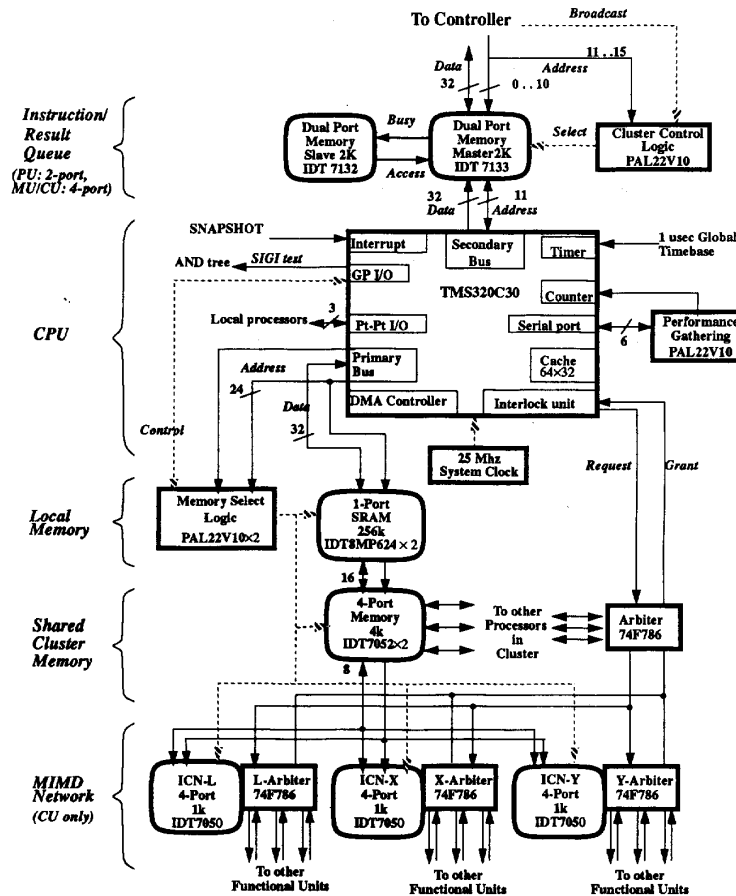 To Controller
Broadcast
11 . .15
Data
Address
32
0 . . 10
Instruction/
Result
Queue
(PU: 2-port,
MU/CU: 4-port)
Dual Port
Memory
Slave 2K
IDT 7132
Busy
Access
Dual Port
Memory
Master2K
IDT 7133
Select
Cluster Control
Logic
PAL22V10
32
Data
11
Address
CPU
SNAPSHOT
AND tree
SIGI test
Local processors
3
Interrupt
GP I/O
Pt-Pt I/O
Primary
Bus
DMA Controller
Secondary
Bus
TMS320C30
Timer
Counter
Serial port
Cache
64×32
Interlock unit
1 usec Global
Timebase
6
Performance
Gathering
PAL22V10
Address
24
Data
32
Control
25 Mhz
System Clock
Request
Grant
Local
Memory
Memory Select
Logic
PAL22V10×2
1-Port
SRAM
256k
IDT8MP624 × 2
16
Shared
Cluster
Memory
4-Port
Memory
4k
IDT7052×2
8
To other
Processors
in
Cluster
Arbiter
74F786
MIMD
Network
(CU only)
ICN-L
4-Port
1k
IDT7050
L-Arbiter
74F786
ICN-X
4-Port
1k
IDT7050
X-Arbiter
74F786
ICN-Y
4-Port
1k
IDT7050
Y-Arbiter
74F786
To other
Functional Units
To other
Functional Units
To other
Functional Units